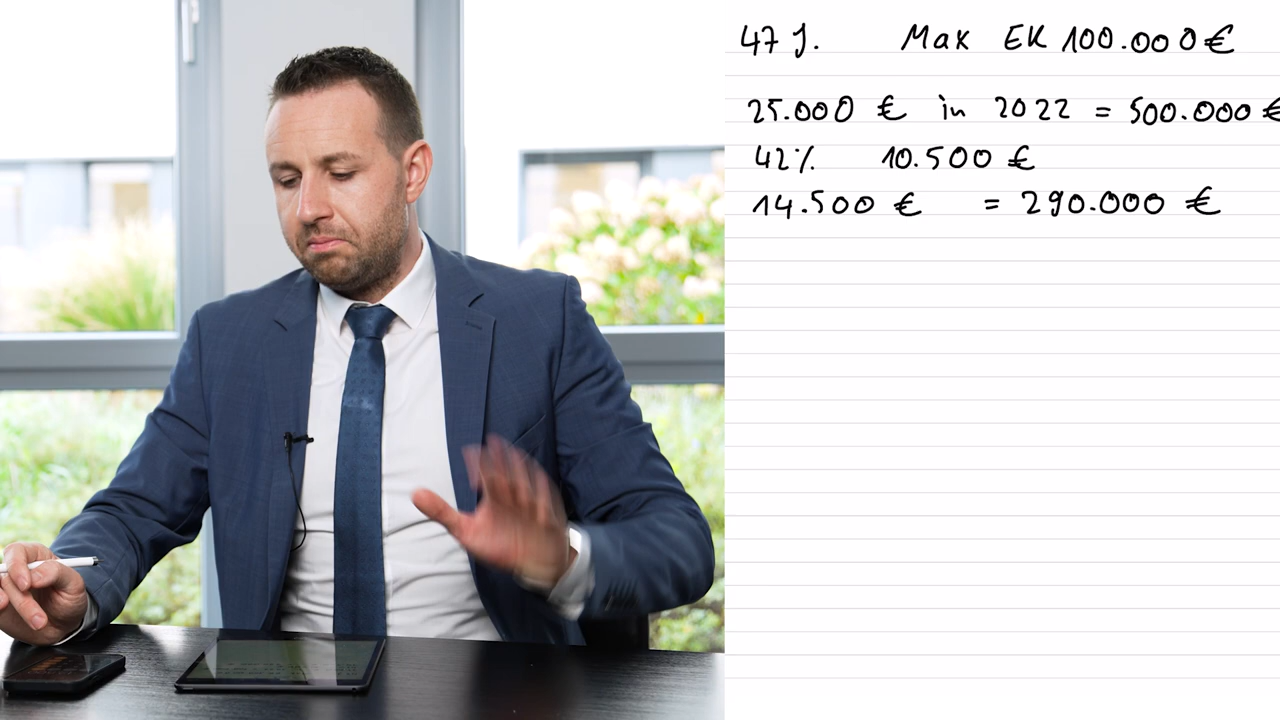 47 J. Max EK 100.000 €
25.000 € in 2022 = 500.000 €
42% 10.500 €
14.500 € = 290.000 €